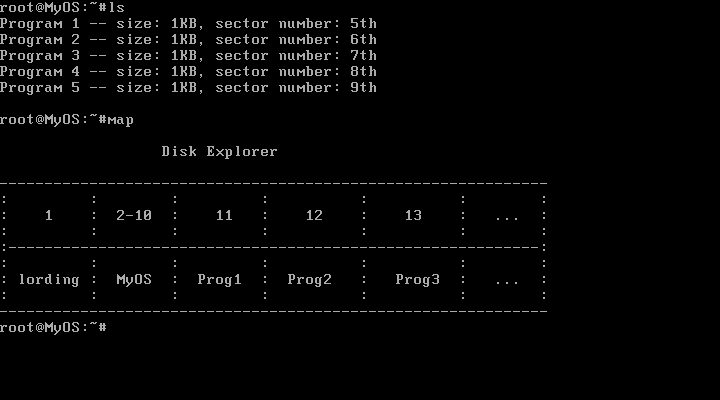 root@MyOS:~#ls
Program 1 -- size: 1KB, sector number: 5th
Program 2 -- size: 1KB, sector number: 6th
Program 3 -- size: 1KB, sector number: 7th
Program 4 -- size: 1KB, sector number: 8th
Program 5 -- size: 1KB, sector number: 9th
root@MyOS:~#map
Disk Explorer
1 2-10 11 12 13 ...
lording MyOS Prog1 Prog2 Prog3 ...
root@MyOS:~#